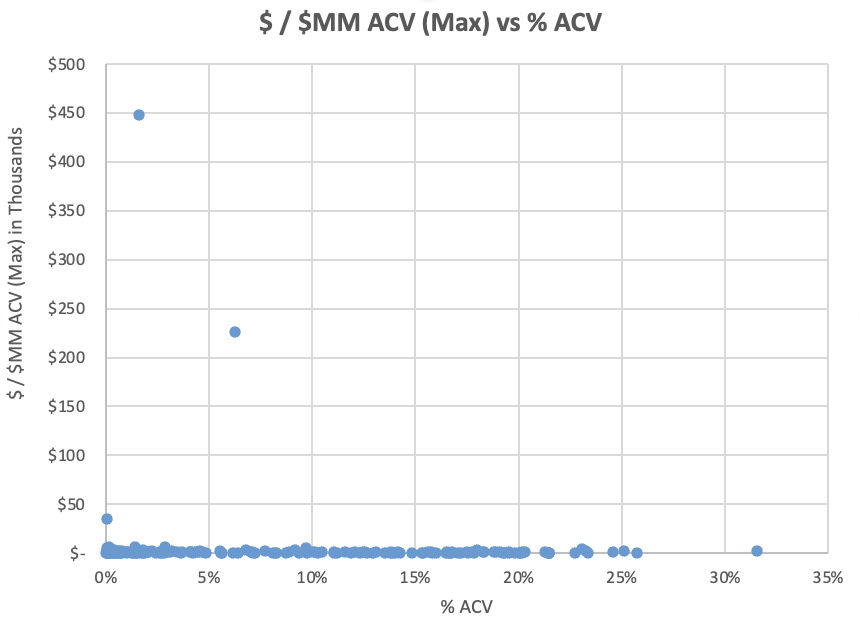 $ / $MM ACV (Max) vs % ACV
$ / $MM ACV (Max) in Thousands
$500
$450
$400
$350
$300
$250
$200
$150
$100
$50
$-
0% 5% 10% 15% 20% 25% 30% 35%
% ACV